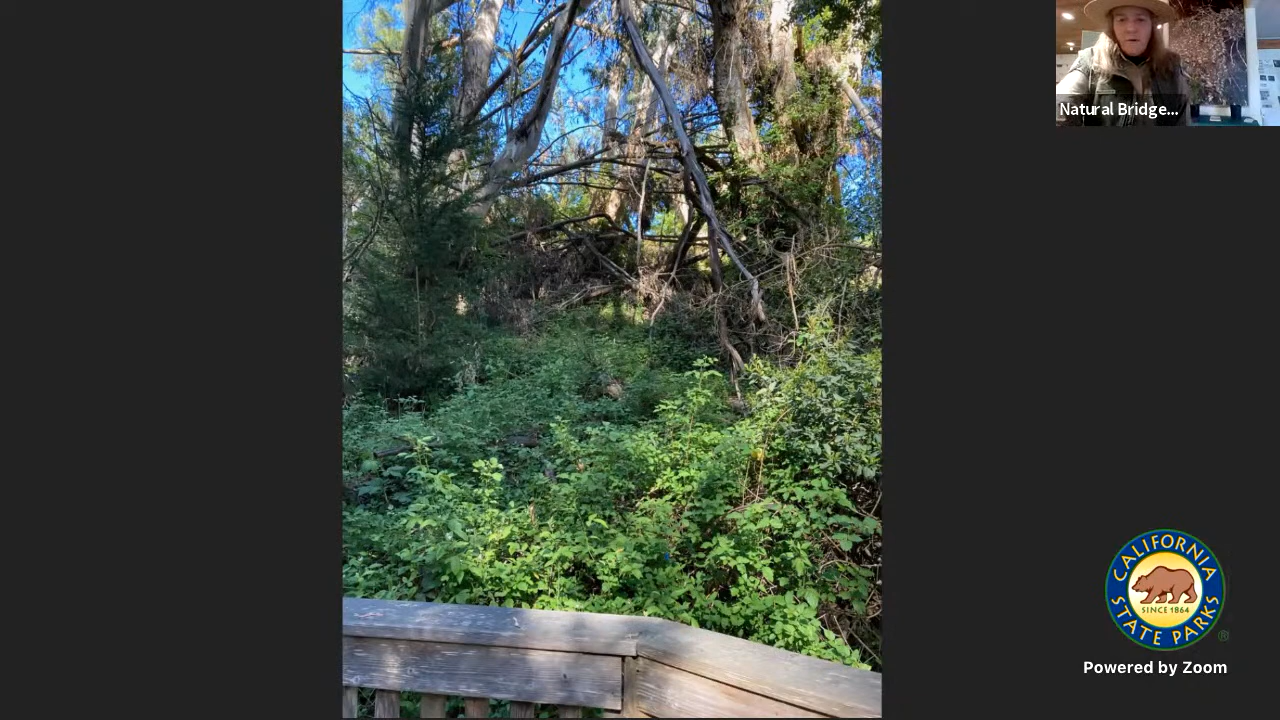 Natural Bridge...
CALIFORNIA
SINCE 1864
STATE PARKS
®
Powered by Zoom